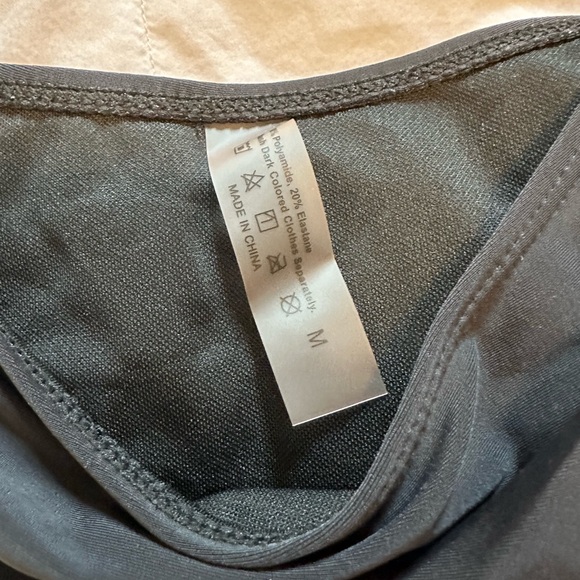 Polyamide, 20% Elastane
Dark Colored Clothes Separately.
MADE IN CHINA
M